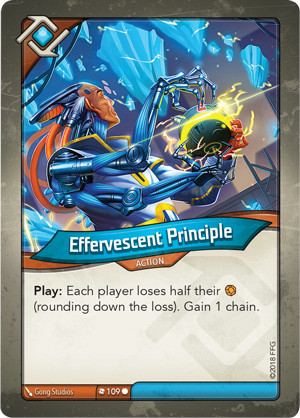 Effervescent Principle
ACTION
Play: Each player loses half their
(rounding down the loss). Gain 1 chain.
©2018 FFG
Gong Studios
109